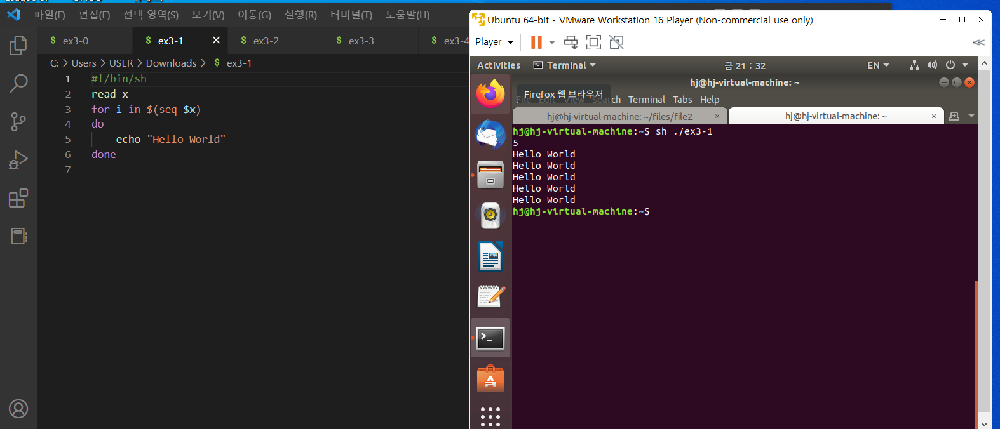 파일(F) 편집(E) 선택 영역(S) 보기(V) 이동(G) 실행(R) 터미널(T) 도움말(H)
$ ex3-0 $ ex3-1 × $ ex3-2 $ ex3-3 $ ex3-4
C: > Users > USER > Downloads > $ ex3-1
1 #!/bin/sh
2 read x
3 for i in $(seq $x)
4 do
5 echo "Hello World"
6 done
7
Ubuntu 64-bit - VMware Workstation 16 Player (Non-commercial use only)
Player
Activities Terminal 금 21 : 32 EN
hj@hj-virtual-machine: ~
Firefox 웹 브라우저
File Edit View Search Terminal Tabs Help
hj@hj-virtual-machine: ~/files/file2 × hj@hj-virtual-machine: ~ ×
hj@hj-virtual-machine:~$ sh ./ex3-1
5
Hello World
Hello World
Hello World
Hello World
Hello World
hj@hj-virtual-machine:~$